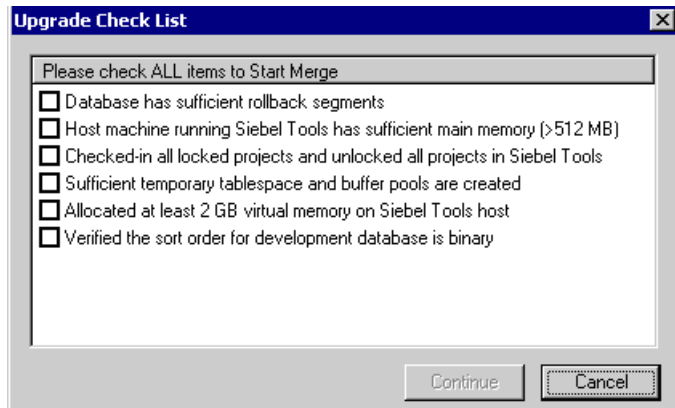 Upgrade Check List
Please check ALL items to Start Merge
Database has sufficient rollback segments
Host machine running Siebel Tools has sufficient main memory (>512 MB)
Checked-in all locked projects and unlocked all projects in Siebel Tools
Sufficient temporary tablespace and buffer pools are created
Allocated at least 2 GB virtual memory on Siebel Tools host
Verified the sort order for development database is binary
Continue
Cancel